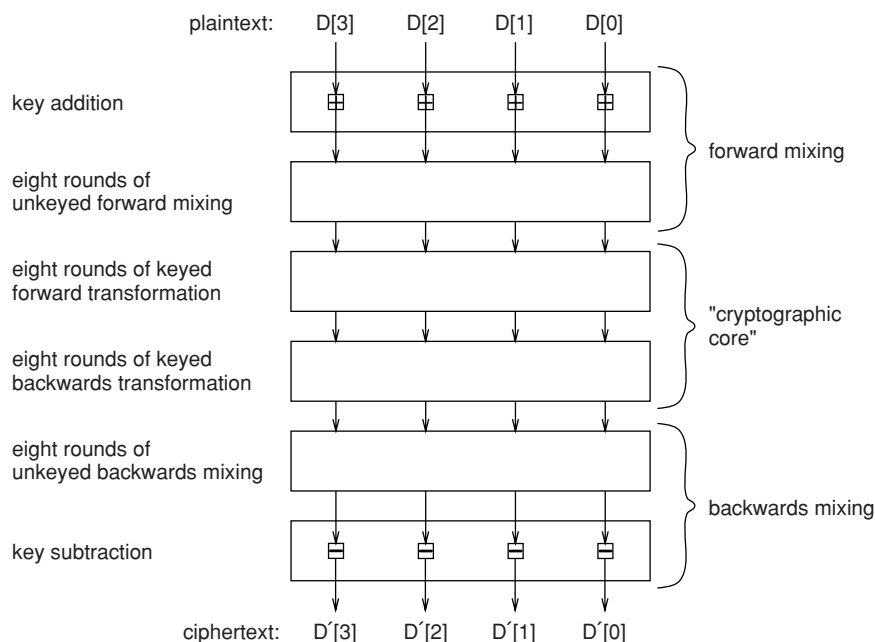 plaintext: D[3] D[2] D[1] D[0]
key addition
forward mixing
eight rounds of
unkeyed forward mixing
eight rounds of keyed
forward transformation
"cryptographic
core"
eight rounds of keyed
backwards transformation
eight rounds of
unkeyed backwards mixing
backwards mixing
key subtraction
ciphertext: D´[3] D´[2] D´[1] D´[0]